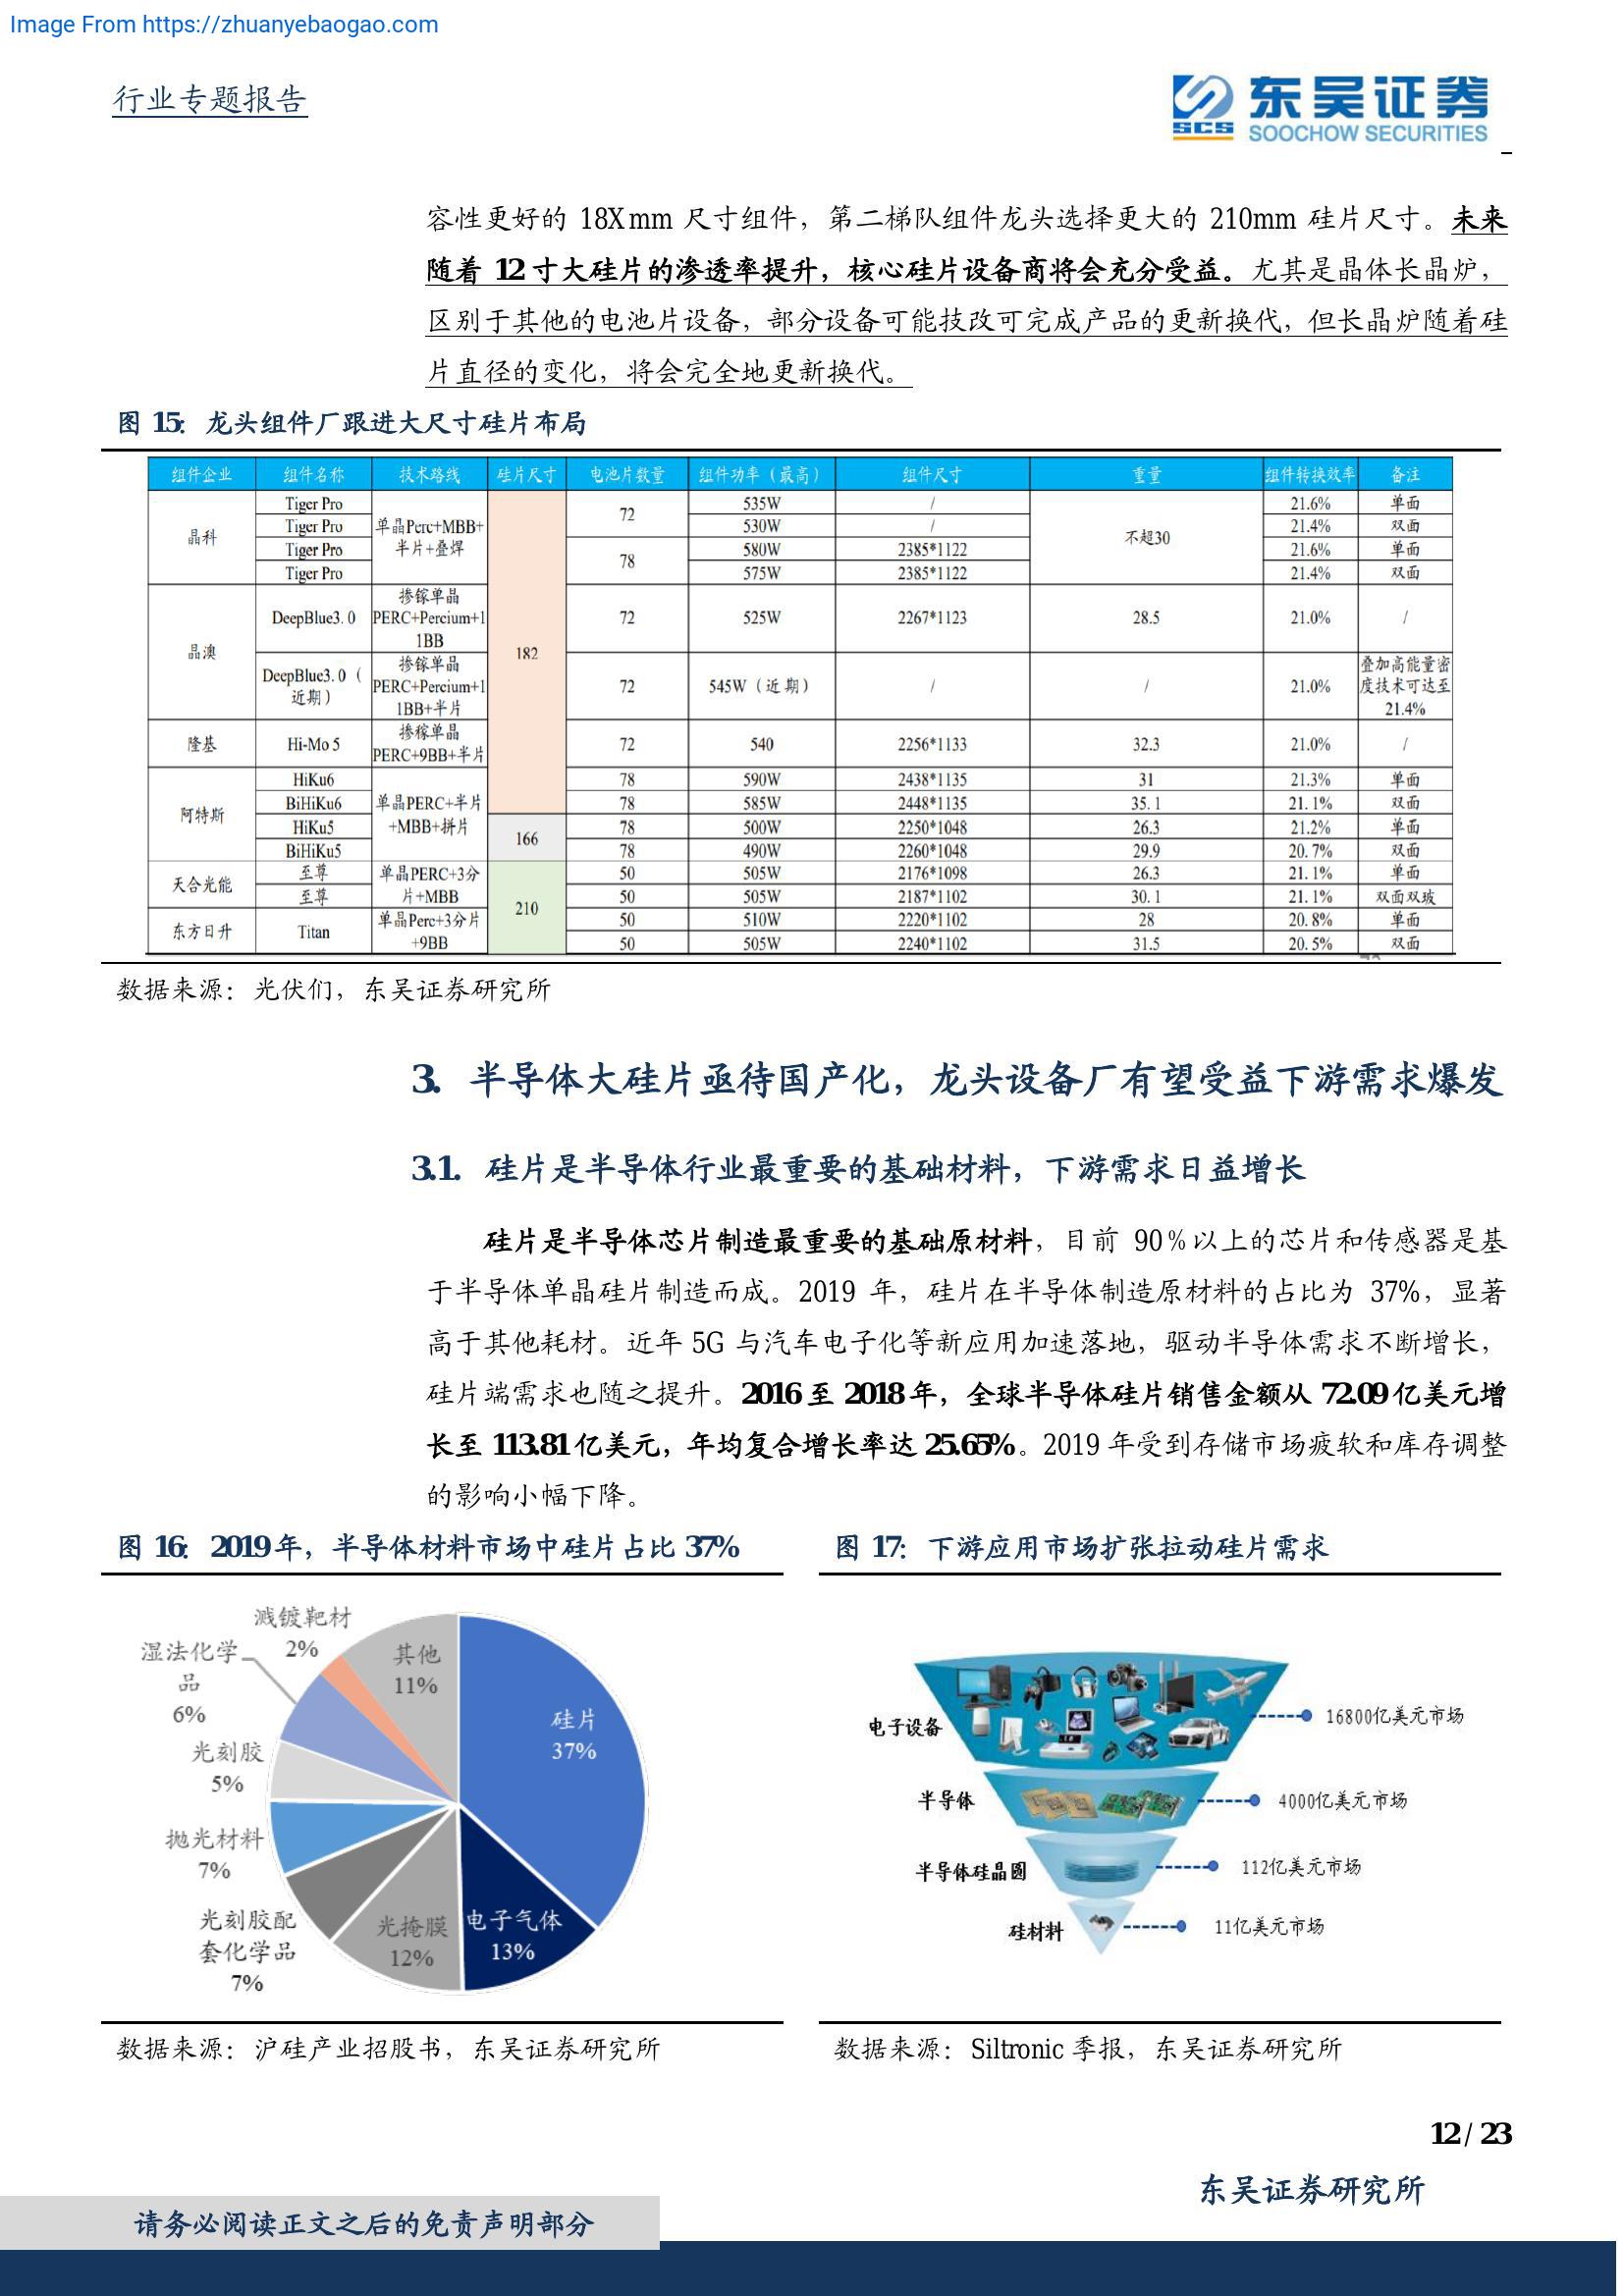 Image From https://zhuanyebaogao.com
行业专题报告
东吴证券
SCS
SOOCHOW SECURITIES
容性更好的 18Xmm 尺寸组件，第二梯队组件龙头选择更大的 210mm 硅片尺寸。未来
随着 12 寸大硅片的渗透率提升，核心硅片设备商将会充分受益。尤其是晶体长晶炉，
区别于其他的电池片设备，部分设备可能技改可完成产品的更新换代，但长晶炉随着硅
片直径的变化，将会完全地更新换代。
图 15：龙头组件厂跟进大尺寸硅片布局
组件企业 组件名称 技术路线 硅片尺寸 电池片数量 组件功率（最高） 组件尺寸 重量 组件转换效率 备注
晶科 Tiger Pro 单晶Perc+MBB+半片+叠焊 182 72 535W / 不超30 21.6% 单面
Tiger Pro 530W / 21.4% 双面
Tiger Pro 78 580W 2385*1122 21.6% 单面
Tiger Pro 575W 2385*1122 21.4% 双面
晶澳 DeepBlue3.0 掺镓单晶PERC+Percium+11BB 72 525W 2267*1123 28.5 21.0% /
DeepBlue3.0（近期） 掺镓单晶PERC+Percium+11BB+半片 72 545W（近期） / / 21.0% 叠加高能量密度技术可达至21.4%
隆基 Hi-Mo 5 掺稼单晶PERC+9BB+半片 72 540 2256*1133 32.3 21.0% /
阿特斯 HiKu6 单晶PERC+半片+MBB+拼片 78 590W 2438*1135 31 21.3% 单面
BiHiKu6 78 585W 2448*1135 35.1 21.1% 双面
HiKu5 166 78 500W 2250*1048 26.3 21.2% 单面
BiHiKu5 78 490W 2260*1048 29.9 20.7% 双面
天合光能 至尊 单晶PERC+3分片+MBB 210 50 505W 2176*1098 26.3 21.1% 单面
至尊 50 505W 2187*1102 30.1 21.1% 双面双玻
东方日升 Titan 单晶Perc+3分片+9BB 50 510W 2220*1102 28 20.8% 单面
50 505W 2240*1102 31.5 20.5% 双面
数据来源：光伏们，东吴证券研究所
3. 半导体大硅片亟待国产化，龙头设备厂有望受益下游需求爆发
3.1. 硅片是半导体行业最重要的基础材料，下游需求日益增长
硅片是半导体芯片制造最重要的基础原材料，目前 90%以上的芯片和传感器是基
于半导体单晶硅片制造而成。2019 年，硅片在半导体制造原材料的占比为 37%，显著
高于其他耗材。近年 5G 与汽车电子化等新应用加速落地，驱动半导体需求不断增长，
硅片端需求也随之提升。2016 至 2018 年，全球半导体硅片销售金额从 72.09 亿美元增
长至 113.81 亿美元，年均复合增长率达 25.65%。2019 年受到存储市场疲软和库存调整
的影响小幅下降。
图 16：2019 年，半导体材料市场中硅片占比 37%
溅镀靶材
2%
湿法化学
品
6%
光刻胶
5%
抛光材料
7%
光刻胶配
套化学品
7%
其他
11%
硅片
37%
光掩膜
12%
电子气体
13%
数据来源：沪硅产业招股书，东吴证券研究所
图 17：下游应用市场扩张拉动硅片需求
电子设备
16800亿美元市场
半导体
4000亿美元市场
半导体硅晶圆
112亿美元市场
硅材料
11亿美元市场
数据来源：Siltronic 季报，东吴证券研究所
12 / 23
东吴证券研究所
请务必阅读正文之后的免责声明部分